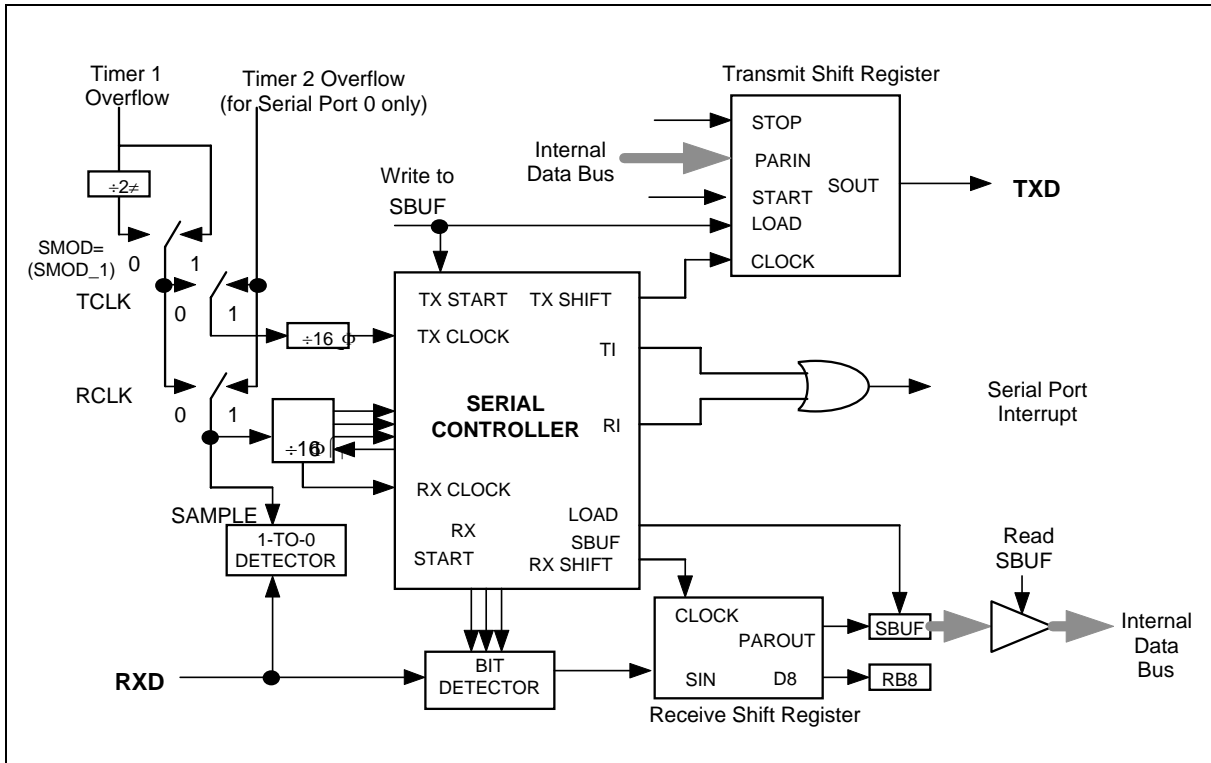 Timer 1
Overflow
Timer 2 Overflow
(for Serial Port 0 only)
Transmit Shift Register
STOP
PARIN
START
LOAD
CLOCK
SOUT
TXD
Internal
Data Bus
Write to
SBUF
÷2
SMOD=
(SMOD_1)
0
1
TCLK
0
1
÷16
RCLK
0
1
÷16
SAMPLE
1-TO-0
DETECTOR
TX START
TX SHIFT
TX CLOCK
TI
SERIAL
CONTROLLER
RI
RX CLOCK
LOAD
SBUF
RX
START
RX SHIFT
Serial Port
Interrupt
Read
SBUF
CLOCK
PAROUT
SBUF
Internal
Data
Bus
RXD
BIT
DETECTOR
SIN
D8
RB8
Receive Shift Register